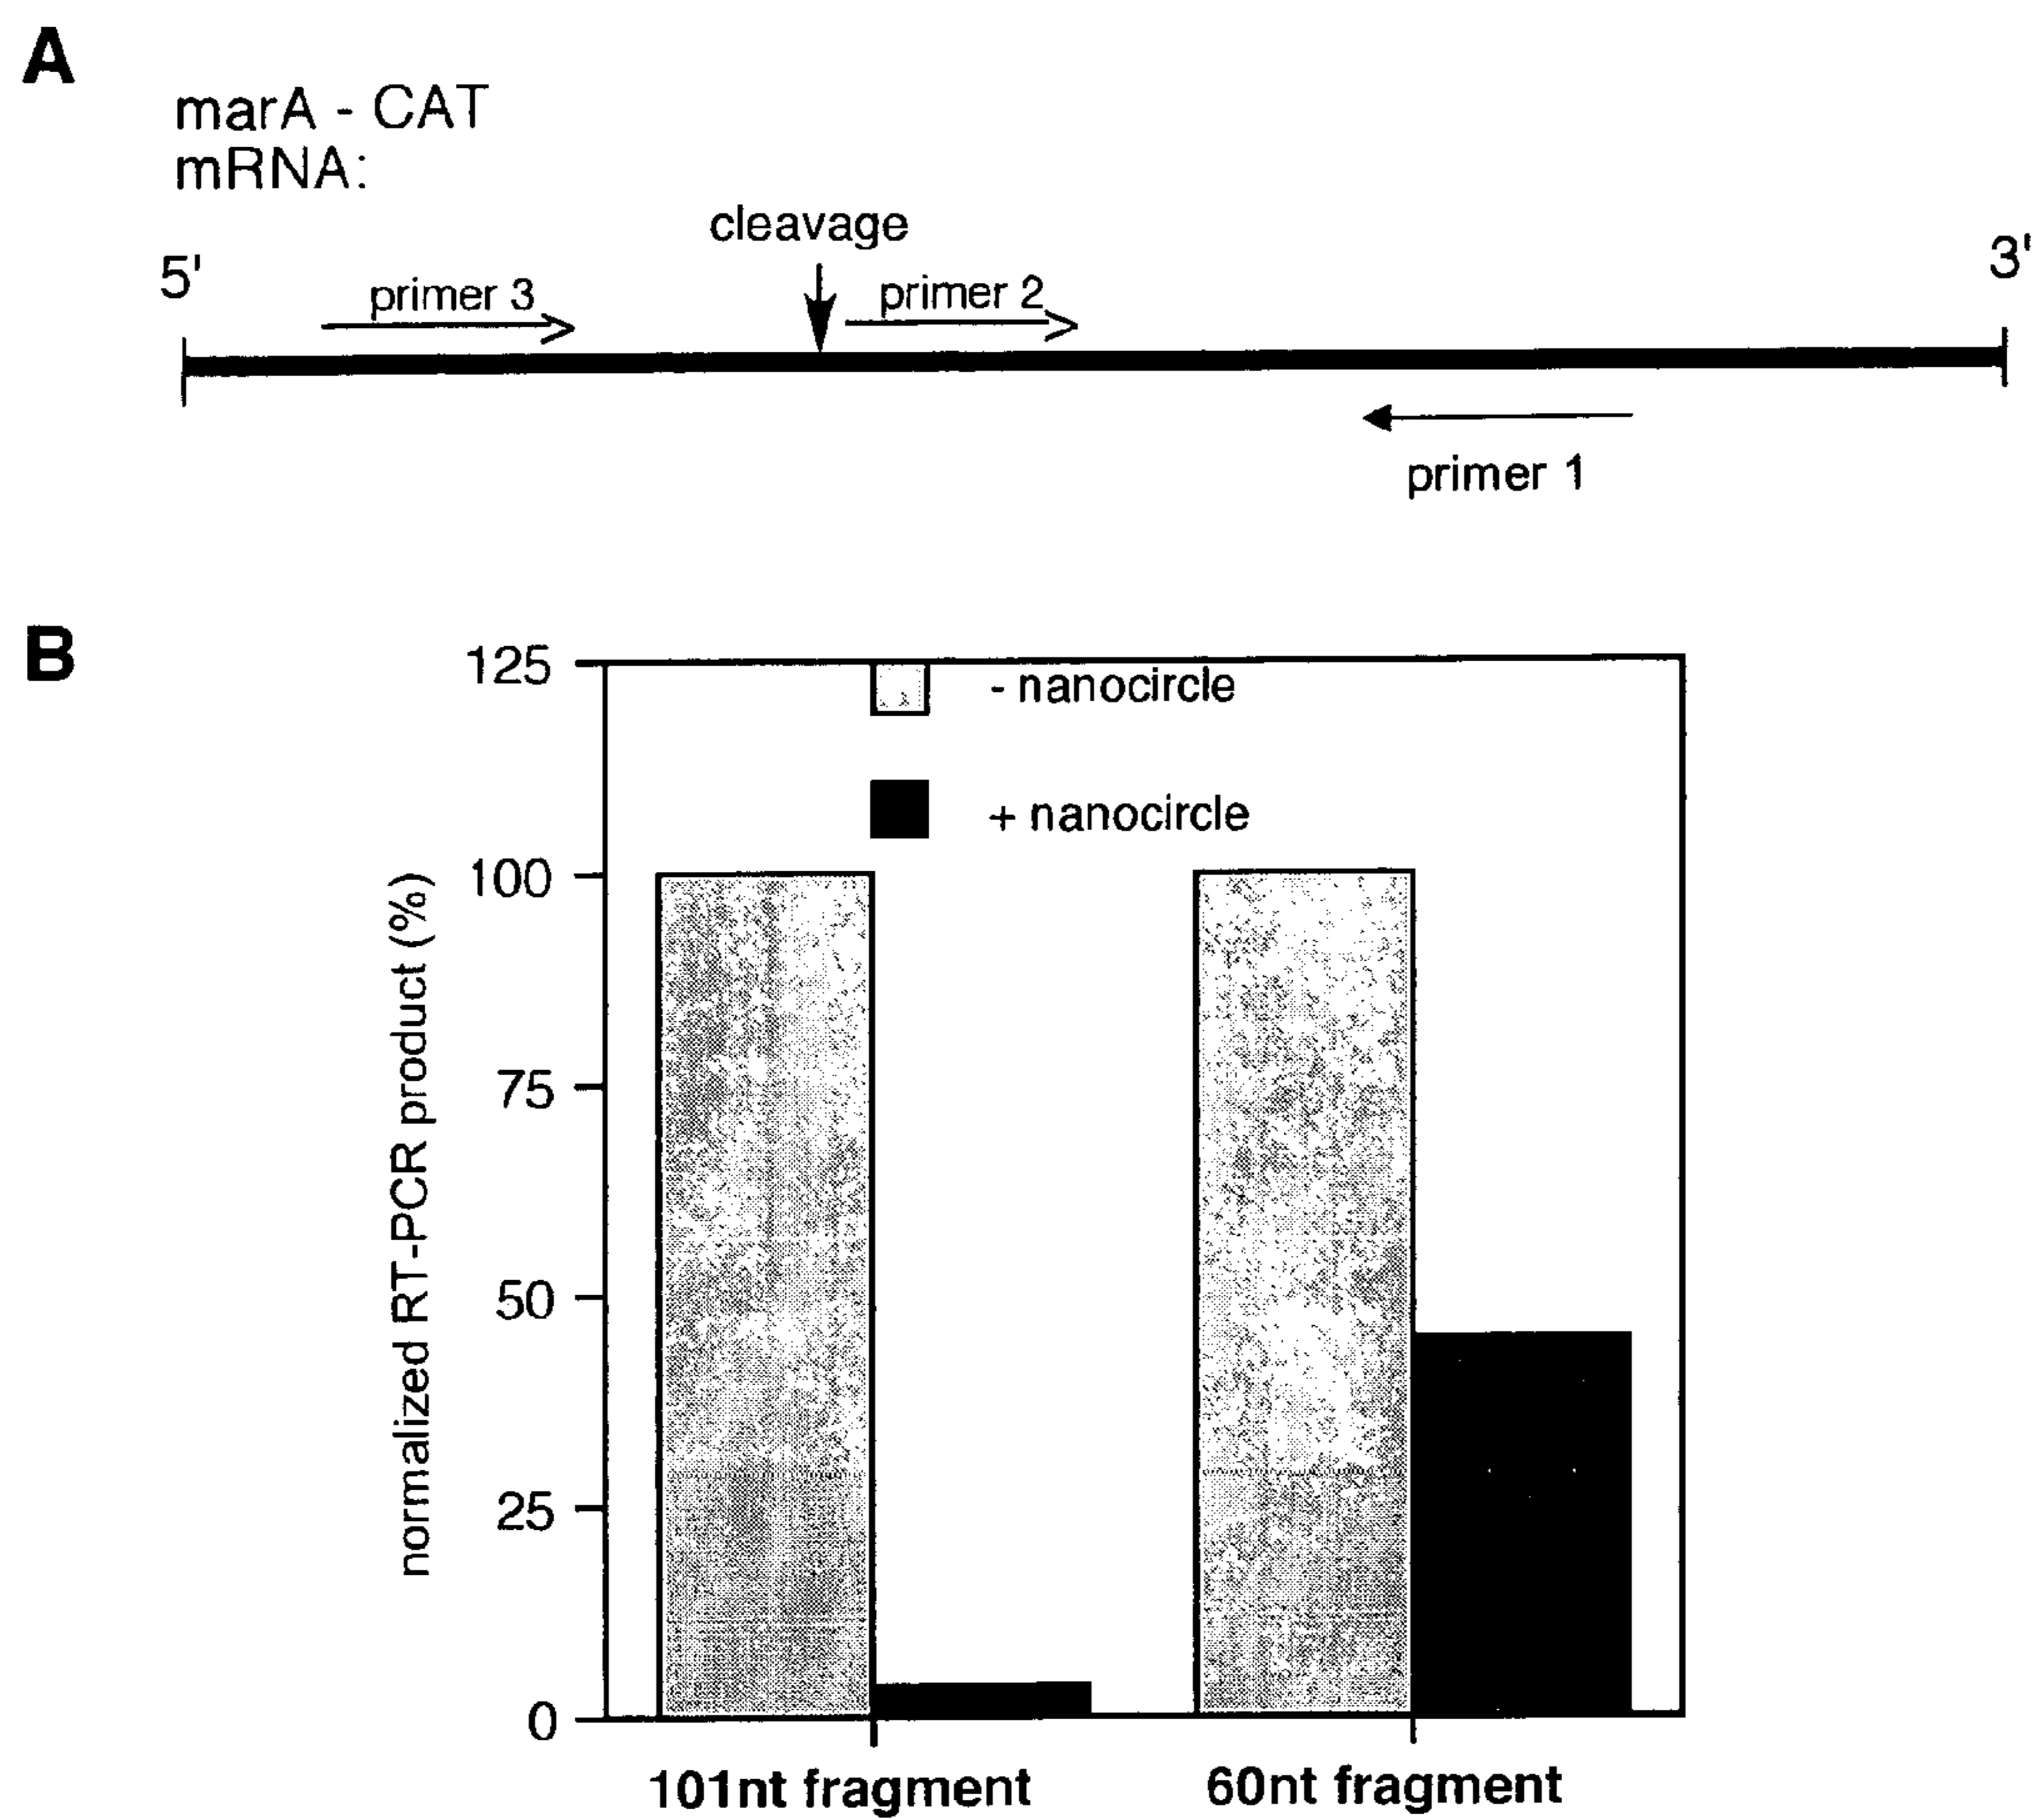 A
marA - CAT
mRNA:
cleavage
5'
primer 3
primer 2
3'
primer 1
B
125
- nanocircle
+ nanocircle
100
75
50
25
0
normalized RT-PCR product (%)
101nt fragment
60nt fragment